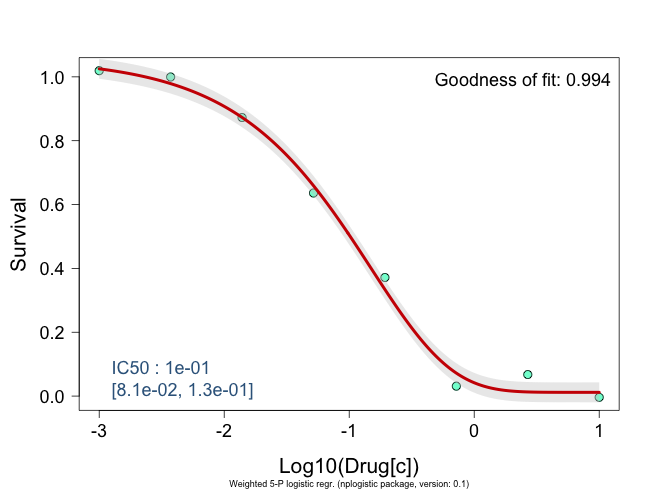 Goodness of fit: 0.994
1.0
0.8
0.6
0.4
0.2
0.0
Survival
IC50 : 1e-01
[8.1e-02, 1.3e-01]
-3 -2 -1 0 1
Log10(Drug[c])
Weighted 5-P logistic regr. (nplogistic package, version: 0.1)